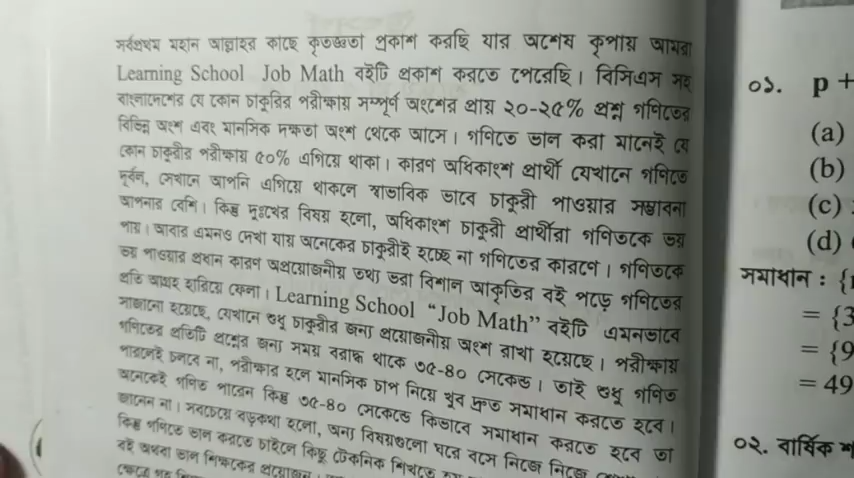 সর্বপ্রথম মহান আল্লাহর কাছে কৃতজ্ঞতা প্রকাশ করছি যার অশেষ কৃপায় আমরা
Learning School Job Math বইটি প্রকাশ করতে পেরেছি। বিসিএস সহ
বাংলাদেশের যে কোন চাকুরির পরীক্ষায় সম্পূর্ণ অংশের প্রায় ২০-২৫% প্রশ্ন গণিতের
বিভিন্ন অংশ এবং মানসিক দক্ষতা অংশ থেকে আসে। গণিতে ভাল করা মানেই যে
কোন চাকুরীর পরীক্ষায় ৫০% এগিয়ে থাকা। কারণ অধিকাংশ প্রার্থী যেখানে গণিতে
দূর্বল, সেখানে আপনি এগিয়ে থাকলে স্বাভাবিক ভাবে চাকুরী পাওয়ার সম্ভাবনা
আপনার বেশি। কিন্তু দুঃখের বিষয় হলো, অধিকাংশ চাকুরী প্রার্থীরা গণিতকে ভয়
পায়। আবার এমনও দেখা যায় অনেকের চাকুরীই হচ্ছে না গণিতের কারণে। গণিতকে
ভয় পাওয়ার প্রধান কারণ অপ্রয়োজনীয় তথ্য ভরা বিশাল আকৃতির বই পড়ে গণিতের
প্রতি আগ্রহ হারিয়ে ফেলা। Learning School “Job Math” বইটি এমনভাবে
সাজানো হয়েছে, যেখানে শুধু চাকুরীর জন্য প্রয়োজনীয় অংশ রাখা হয়েছে। পরীক্ষায়
গণিতের প্রতিটি প্রশ্নের জন্য সময় বরাদ্ধ থাকে ৩৫-৪০ সেকেন্ড। তাই শুধু গণিত
পারলেই চলবে না, পরীক্ষার হলে মানসিক চাপ নিয়ে খুব দ্রুত সমাধান করতে হবে।
অনেকেই গণিত পারেন কিন্তু ৩৫-৪০ সেকেন্ডে কিভাবে সমাধান করতে হবে তা
জানেন না। সবচেয়ে বড়কথা হলো, অন্য বিষয়গুলো ঘরে বসে নিজে নিজে
কিন্তু গণিতে ভাল করতে চাইলে কিছু টেকনিক শিখতে
বই অথবা ভাল শিক্ষকের প্রয়োজন।
০১. p +
(a)
(b)
(c)
(d)
সমাধান : {
= {3
= {9
= 49
০২. বার্ষিক